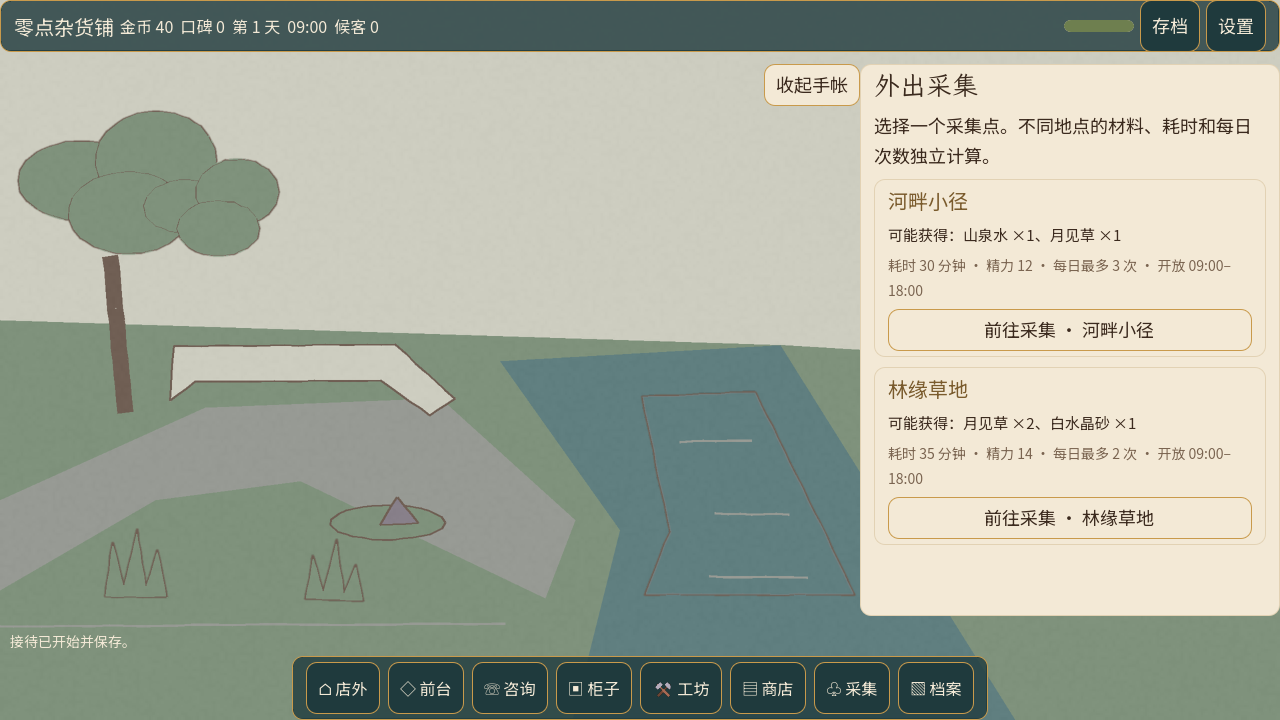 零点杂货铺 金币 40 口碑 0 第 1 天 09:00 候客 0
存档
设置
收起手帐
外出采集
选择一个采集点。不同地点的材料、耗时和每日
次数独立计算。
河畔小径
可能获得：山泉水 ×1、月见草 ×1
耗时 30 分钟 · 精力 12 · 每日最多 3 次 · 开放 09:00–
18:00
前往采集 · 河畔小径
林缘草地
可能获得：月见草 ×2、白水晶砂 ×1
耗时 35 分钟 · 精力 14 · 每日最多 2 次 · 开放 09:00–
18:00
前往采集 · 林缘草地
接待已开始并保存。
店外
前台
咨询
柜子
工坊
商店
采集
档案